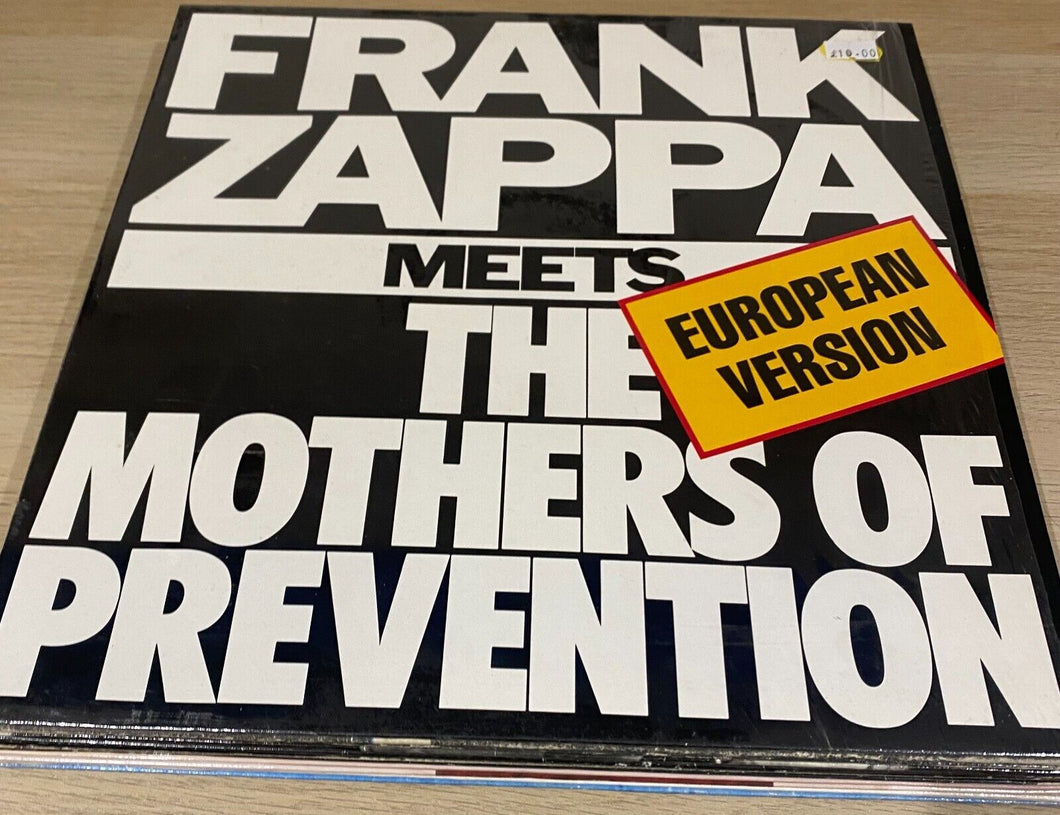 FRANK
£10.00
ZAPPA
MEETS
EUROPEAN
VERSION
THE
MOTHERS OF
PREVENTION